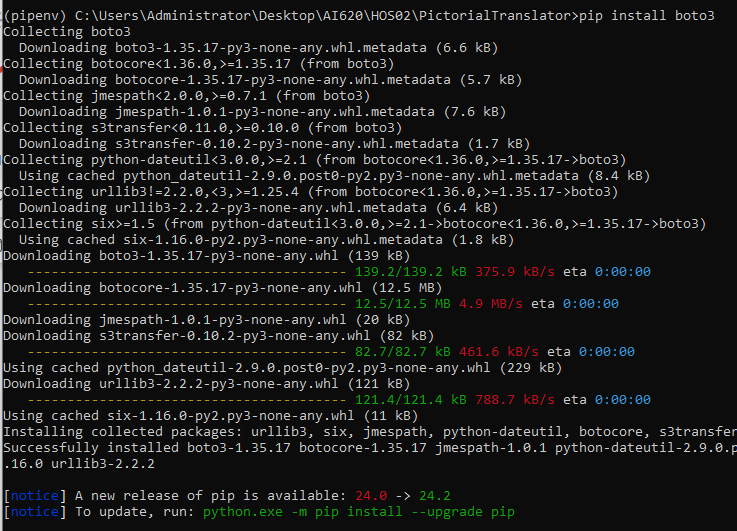 (pipenv) C:\Users\Administrator\Desktop\AI620\HOS02\PictorialTranslator>pip install boto3
Collecting boto3
  Downloading boto3-1.35.17-py3-none-any.whl.metadata (6.6 kB)
Collecting botocore<1.36.0,>=1.35.17 (from boto3)
  Downloading botocore-1.35.17-py3-none-any.whl.metadata (5.7 kB)
Collecting jmespath<2.0.0,>=0.7.1 (from boto3)
  Downloading jmespath-1.0.1-py3-none-any.whl.metadata (7.6 kB)
Collecting s3transfer<0.11.0,>=0.10.0 (from boto3)
  Downloading s3transfer-0.10.2-py3-none-any.whl.metadata (1.7 kB)
Collecting python-dateutil<3.0.0,>=2.1 (from botocore<1.36.0,>=1.35.17->boto3)
  Using cached python_dateutil-2.9.0.post0-py2.py3-none-any.whl.metadata (8.4 kB)
Collecting urllib3!=2.2.0,<3,>=1.25.4 (from botocore<1.36.0,>=1.35.17->boto3)
  Downloading urllib3-2.2.2-py3-none-any.whl.metadata (6.4 kB)
Collecting six>=1.5 (from python-dateutil<3.0.0,>=2.1->botocore<1.36.0,>=1.35.17->boto3)
  Using cached six-1.16.0-py2.py3-none-any.whl.metadata (1.8 kB)
Downloading boto3-1.35.17-py3-none-any.whl (139 kB)
   ---------------------------------------- 139.2/139.2 kB 375.9 kB/s eta 0:00:00
Downloading botocore-1.35.17-py3-none-any.whl (12.5 MB)
   ---------------------------------------- 12.5/12.5 MB 4.9 MB/s eta 0:00:00
Downloading jmespath-1.0.1-py3-none-any.whl (20 kB)
Downloading s3transfer-0.10.2-py3-none-any.whl (82 kB)
   ---------------------------------------- 82.7/82.7 kB 461.6 kB/s eta 0:00:00
Using cached python_dateutil-2.9.0.post0-py2.py3-none-any.whl (229 kB)
Downloading urllib3-2.2.2-py3-none-any.whl (121 kB)
   ---------------------------------------- 121.4/121.4 kB 788.7 kB/s eta 0:00:00
Using cached six-1.16.0-py2.py3-none-any.whl (11 kB)
Installing collected packages: urllib3, six, jmespath, python-dateutil, botocore, s3transfer
Successfully installed boto3-1.35.17 botocore-1.35.17 jmespath-1.0.1 python-dateutil-2.9.0.p
.16.0 urllib3-2.2.2

[notice] A new release of pip is available: 24.0 -> 24.2
[notice] To update, run: python.exe -m pip install --upgrade pip